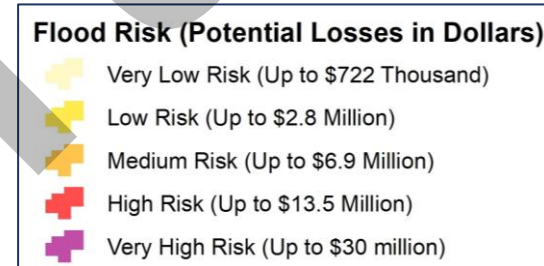 Flood Risk (Potential Losses in Dollars)
Very Low Risk (Up to $722 Thousand)
Low Risk (Up to $2.8 Million)
Medium Risk (Up to $6.9 Million)
High Risk (Up to $13.5 Million)
Very High Risk (Up to $30 million)